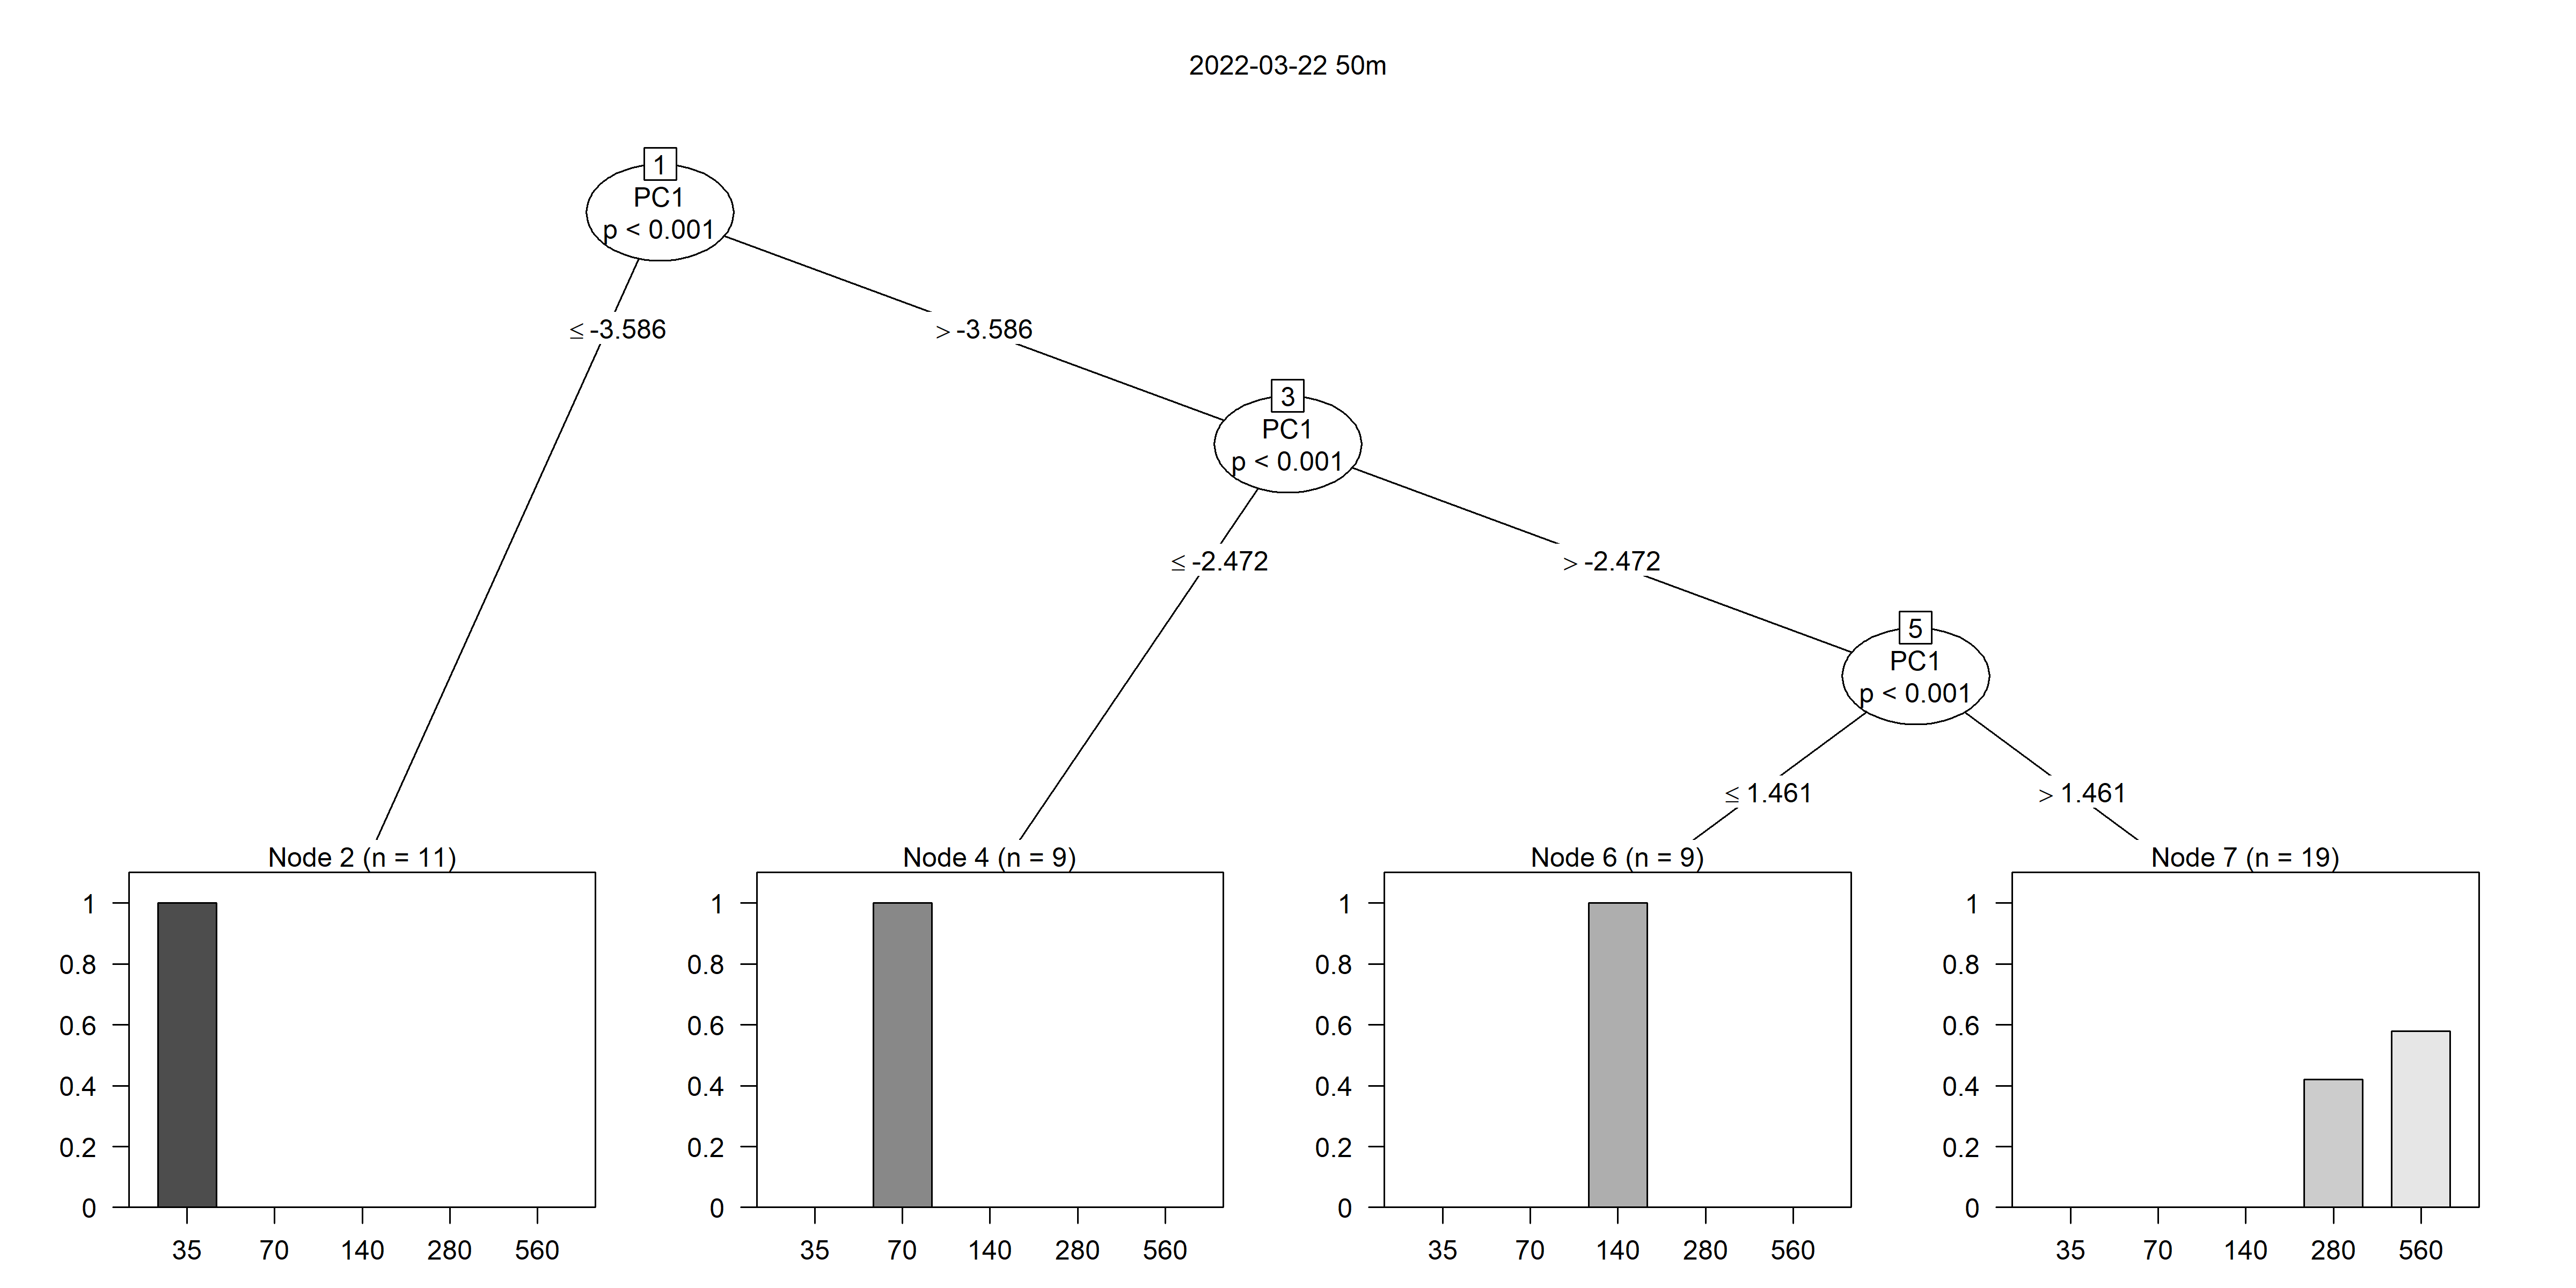 2022-03-22 50m
1
PC1
p < 0.001
≤ -3.586
> -3.586
3
PC1
p < 0.001
≤ -2.472
> -2.472
5
PC1
p < 0.001
≤ 1.461
> 1.461
Node 2 (n = 11)
1
0.8
0.6
0.4
0.2
0
35 70 140 280 560
Node 4 (n = 9)
1
0.8
0.6
0.4
0.2
0
35 70 140 280 560
Node 6 (n = 9)
1
0.8
0.6
0.4
0.2
0
35 70 140 280 560
Node 7 (n = 19)
1
0.8
0.6
0.4
0.2
0
35 70 140 280 560